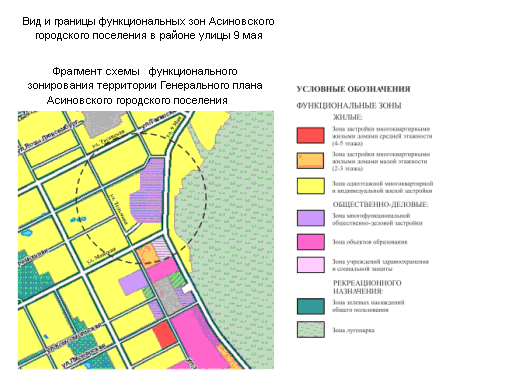 Вид и границы функциональных зон Асиновского
городского поселения в районе улицы 9 мая
Фрагмент схемы функционального
зонирования территории Генерального плана
Асиновского городского поселения
УСЛОВНЫЕ ОБОЗНАЧЕНИЯ
ФУНКЦИОНАЛЬНЫЕ ЗОНЫ
ЖИЛЫЕ:
Зона застройки многоквартирными
жилыми домами средней этажности
(4-5 этажа)
Зона застройки многоквартирными
жилыми домами малой этажности
(2-3 этажа)
Зона одноэтажной многоквартирной
и индивидуальной жилой застройки
ОБЩЕСТВЕННО-ДЕЛОВЫЕ:
Зона многофункциональной
общественно-деловой застройки
Зона объектов образования
Зона учреждений здравоохранения
и социальной защиты
РЕКРЕАЦИОННОГО
НАЗНАЧЕНИЯ:
Зона зеленых насаждений
общего пользования
Зона лугопарка
ул. 9 Мая